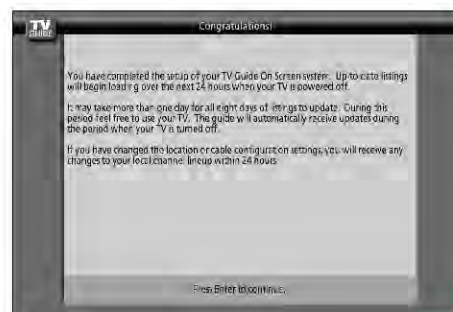 TV
GUIDE
Congratulations!
You have completed the setup of your TV Guide On Screen system. Up-to-date listings
will begin loading over the next 24 hours when your TV is powered off.
It may take more than one day for all eight days of listings to update. During this
period feel free to use your TV. The guide will automatically receive updates during
the period when your TV is turned off.
If you have changed the location or cable configuration settings, you will receive any
changes to your local channel lineup within 24 hours.
Press Enter to continue.